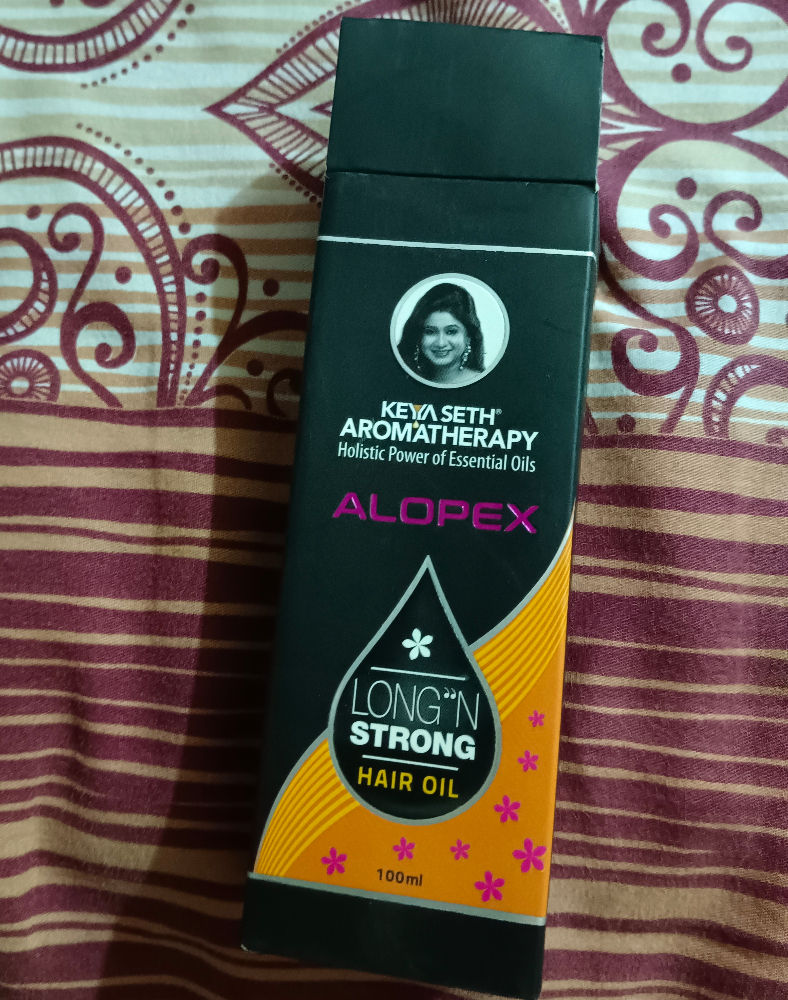 KEYA SETH®
AROMATHERAPY
Holistic Power of Essential Oils
ALOPEX
LONG”N
STRONG
HAIR OIL
100ml